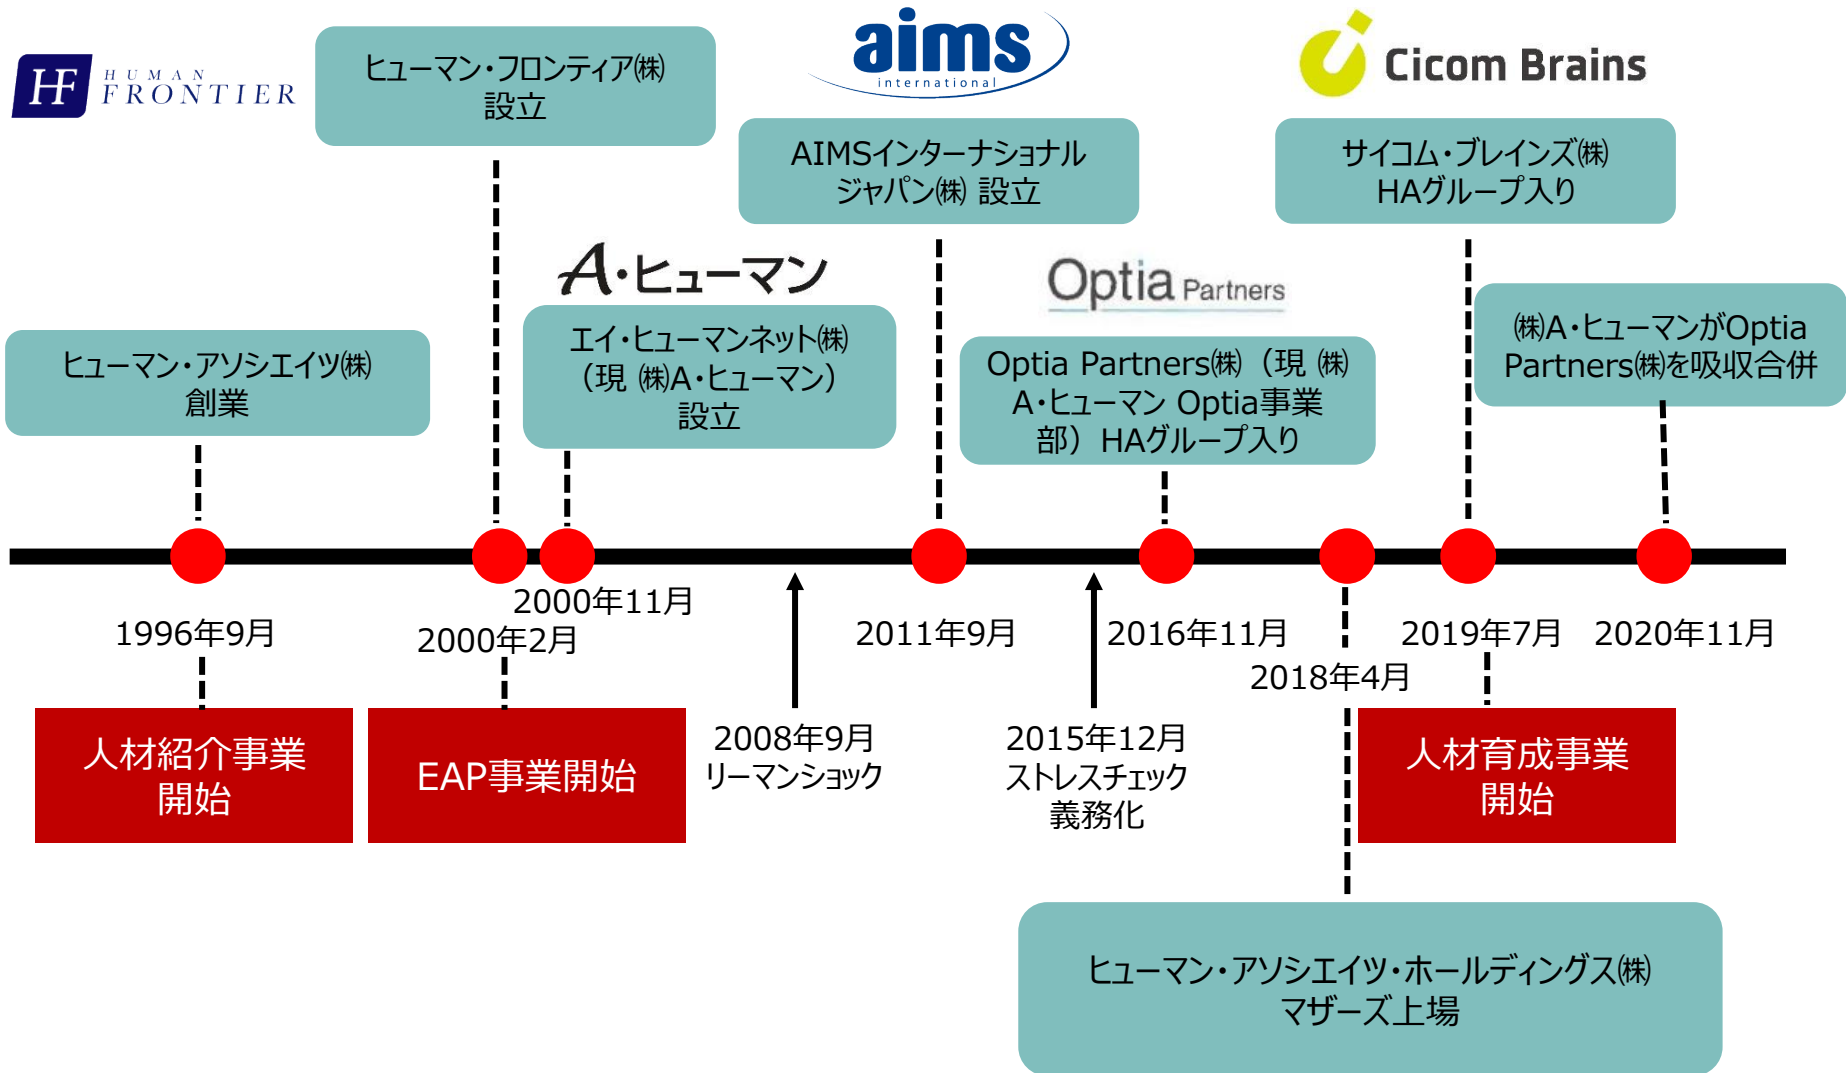 HF HUMAN
FRONTIER
ヒューマン・フロンティア㈱
設立
aims
international
Cicom Brains
AIMSインターナショナル
ジャパン㈱ 設立
サイコム・ブレインズ㈱
HAグループ入り
A・ヒューマン
Optia Partners
ヒューマン・アソシエイツ㈱
創業
エイ・ヒューマンネット㈱
（現 ㈱A・ヒューマン）
設立
Optia Partners㈱（現 ㈱
A・ヒューマン Optia事業
部）HAグループ入り
㈱A・ヒューマンがOptia
Partners㈱を吸収合併
1996年9月
2000年2月
2000年11月
2011年9月
2016年11月
2018年4月
2019年7月
2020年11月
人材紹介事業
開始
EAP事業開始
2008年9月
リーマンショック
2015年12月
ストレスチェック
義務化
人材育成事業
開始
ヒューマン・アソシエイツ・ホールディングス㈱
マザーズ上場